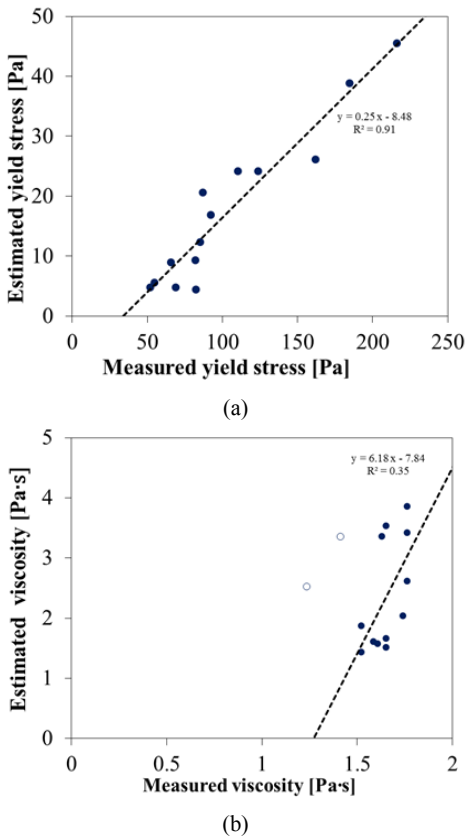 50
40
30
20
10
0
Estimated yield stress [Pa]
y = 0.25x - 8.48
R² = 0.91
0 50 100 150 200 250
Measured yield stress [Pa]
(a)
5
4
3
2
1
0
Estimated viscosity [Pa·s]
y = 6.18x - 7.84
R² = 0.35
0 0.5 1 1.5 2
Measured viscosity [Pa·s]
(b)